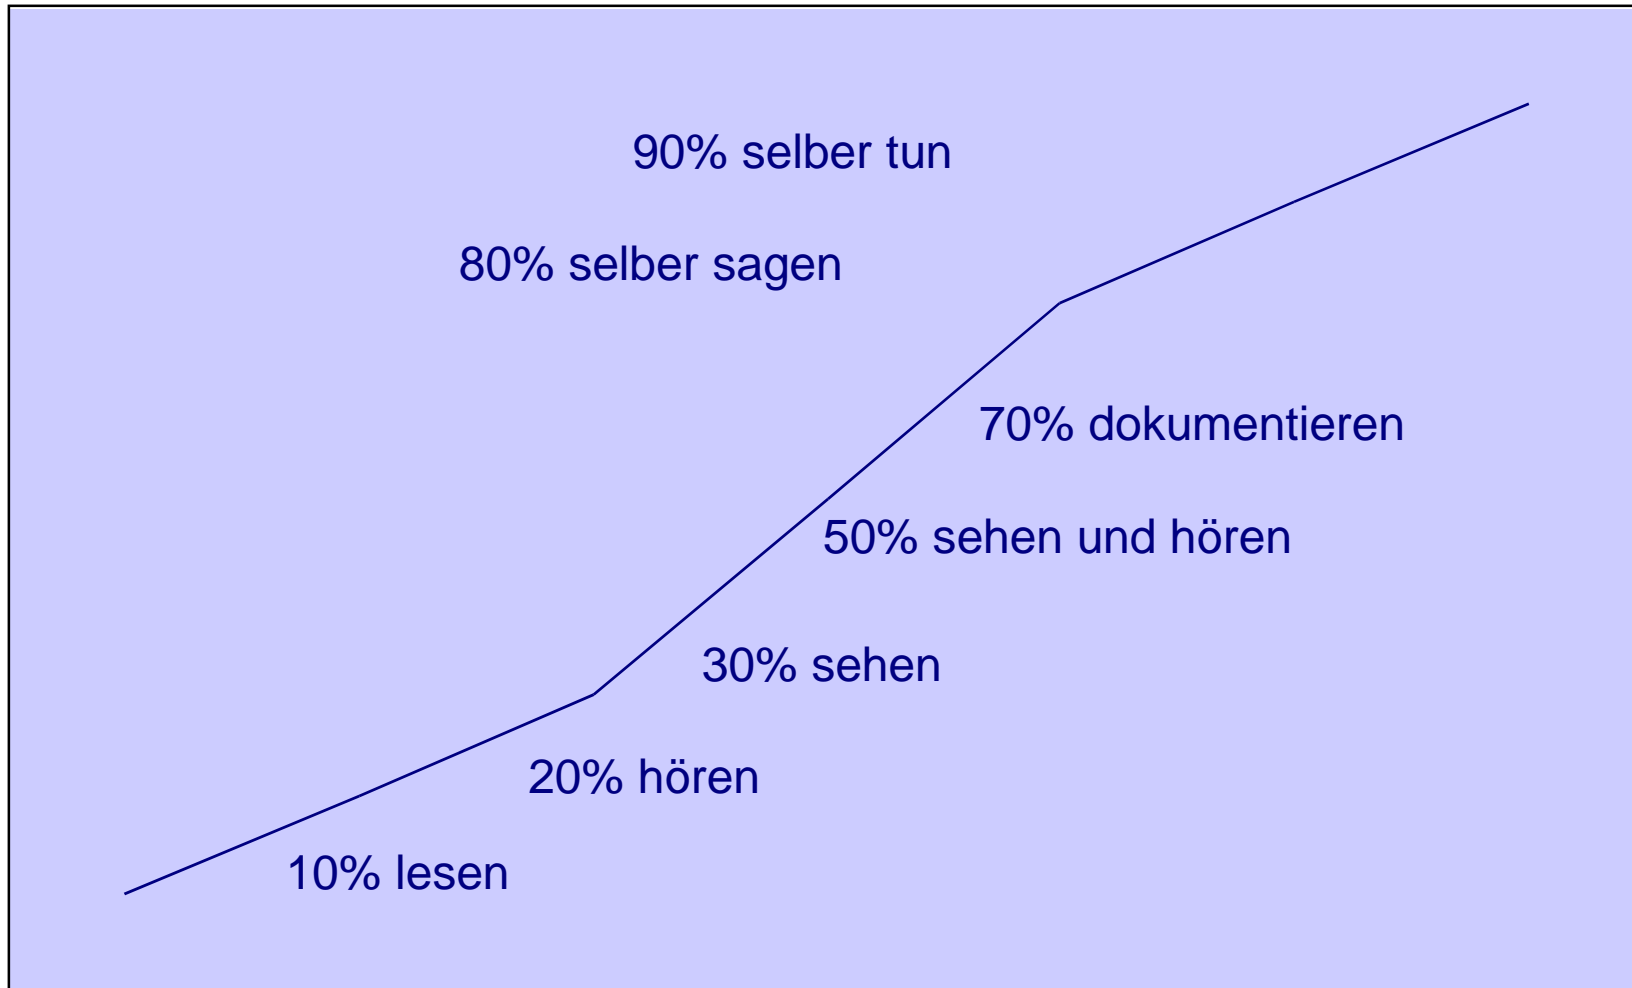 90% selber tun
80% selber sagen
70% dokumentieren
50% sehen und hören
30% sehen
20% hören
10% lesen